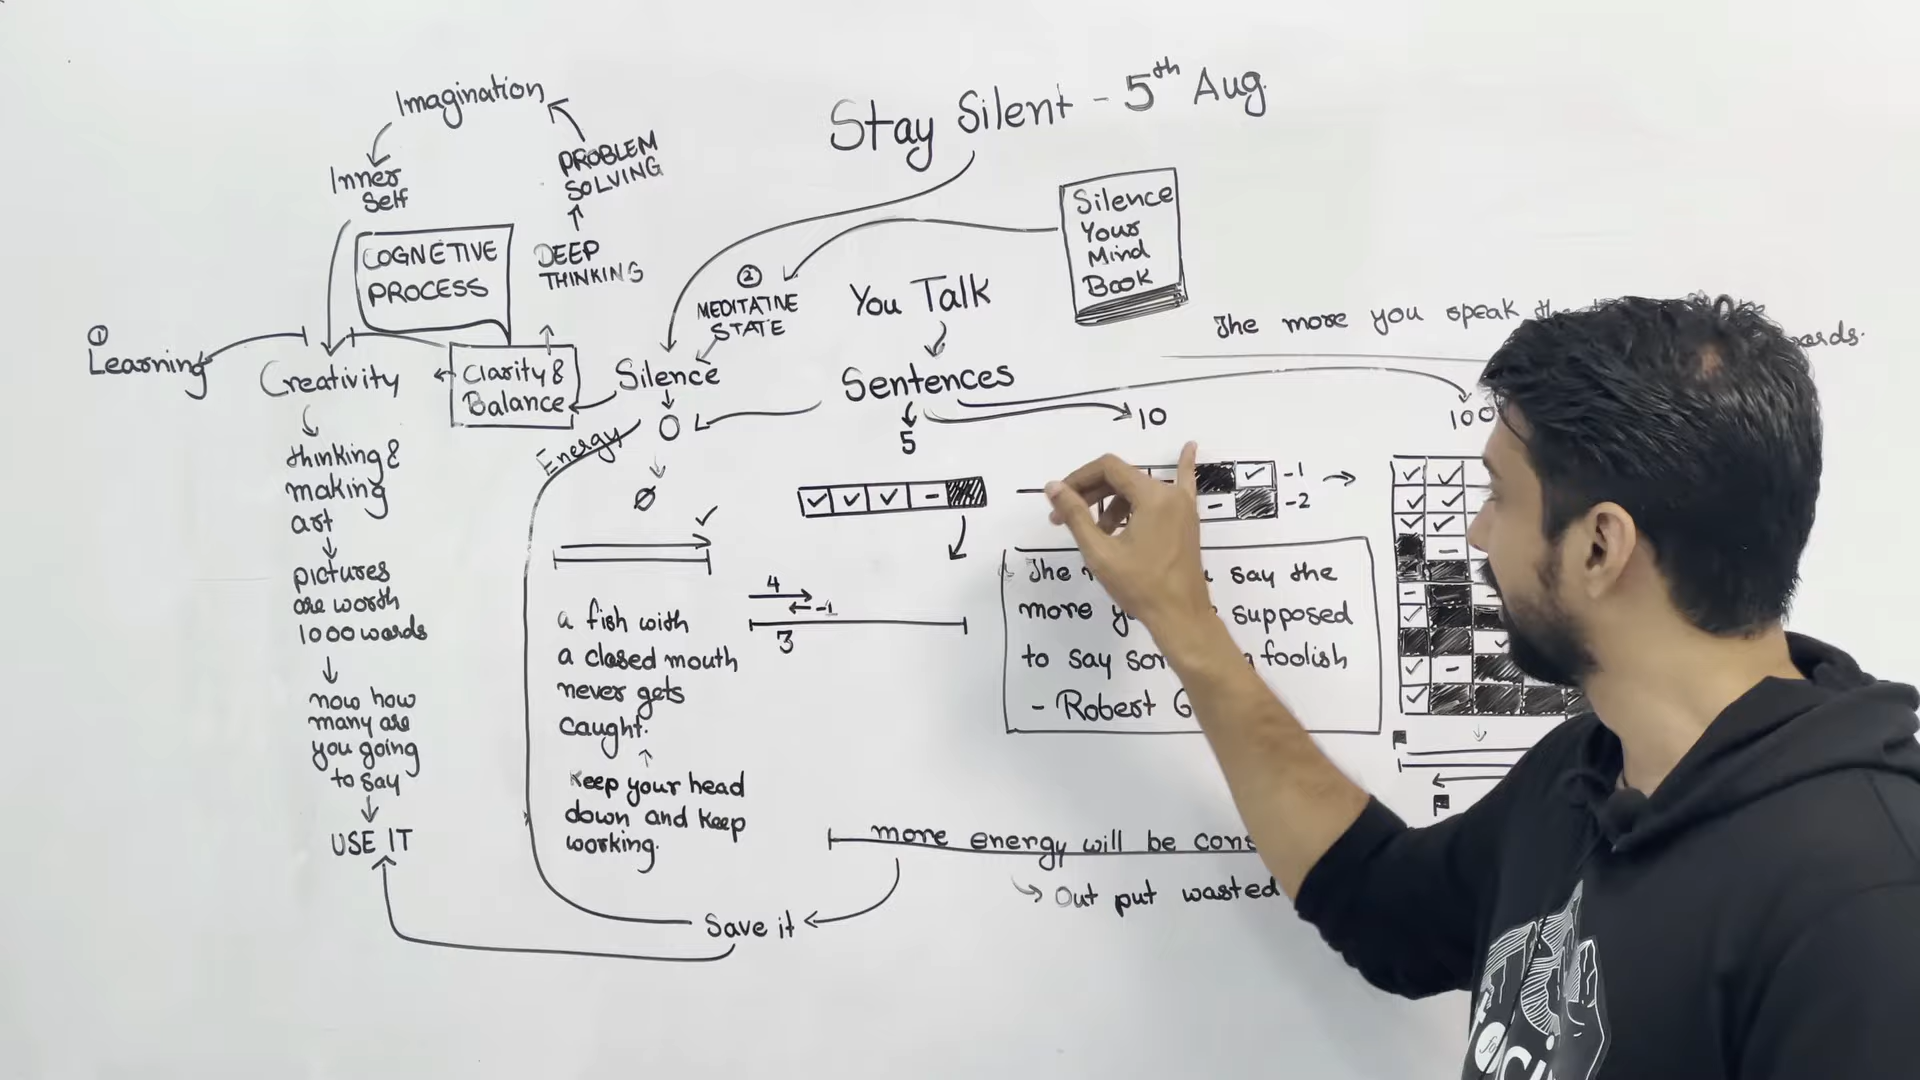 Stay Silent - 5th Aug.
Imagination
PROBLEM
SOLVING
Inner
Self
DEEP
THINKING
COGNETIVE
PROCESS
Silence
Your
Mind
Book
②
MEDITATIVE
STATE
You Talk
The more you speak
ards.
①
Learning
Creativity
Clarity &
Balance
Silence
Sentences
Energy
0
5
10
100
ø
-1
-2
thinking &
making
art
pictures
are worth
1000 words
now how
many are
you going
to say
USE IT
a fish with
a closed mouth
never gets
caught.
Keep your head
down and keep
working.
4
-1
3
The say the
more supposed
to say foolish
- Robert G
more energy will be cons
Out put wasted
Save it